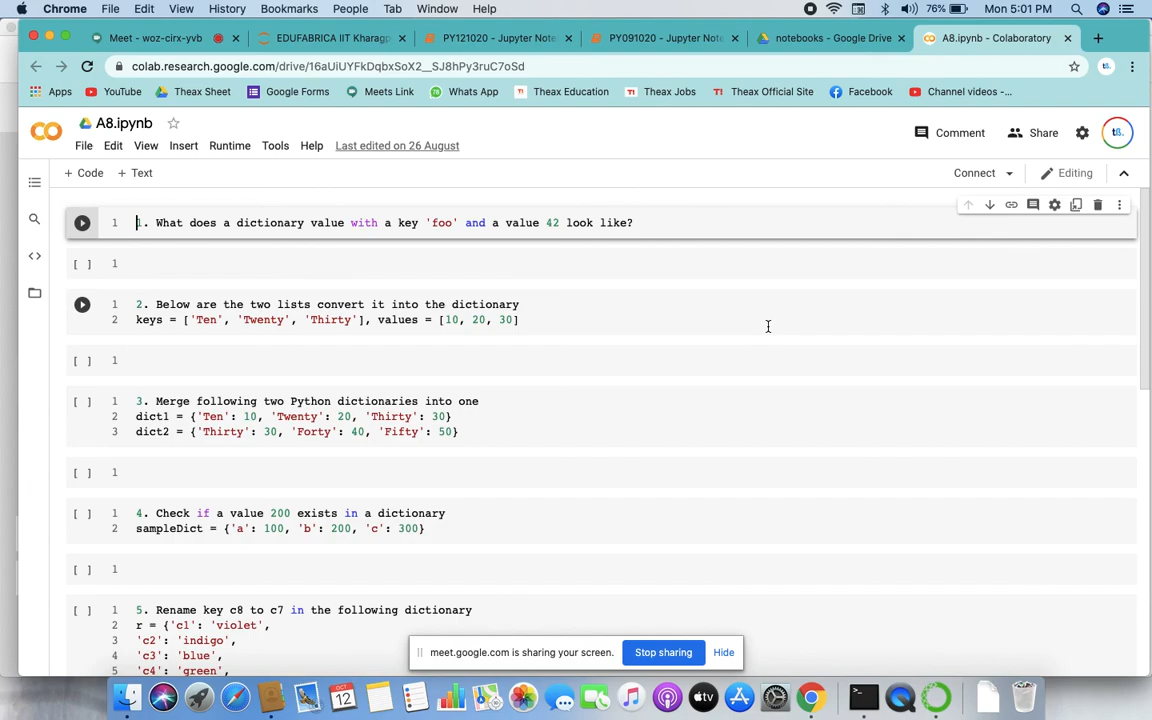 Chrome File Edit View History Bookmarks People Tab Window Help 76% Mon 5:01 PM
Meet - woz-cirx-yvb EDUFABRICA IIT Kharagp PY121020 - Jupyter Note PY091020 - Jupyter Note notebooks - Google Drive A8.ipynb - Colaboratory
colab.research.google.com/drive/16aUiUYFkDqbxSoX2__SJ8hPy3ruC7oSd
Apps YouTube Theax Sheet Google Forms Meets Link Whats App Theax Education Theax Jobs Theax Official Site Facebook Channel videos -...
A8.ipynb
Comment Share
File Edit View Insert Runtime Tools Help Last edited on 26 August
+ Code + Text Connect Editing
1 1. What does a dictionary value with a key 'foo' and a value 42 look like?
[ ] 1
1 2. Below are the two lists convert it into the dictionary
2 keys = ['Ten', 'Twenty', 'Thirty'], values = [10, 20, 30]
[ ] 1
[ ] 1 3. Merge following two Python dictionaries into one
2 dict1 = {'Ten': 10, 'Twenty': 20, 'Thirty': 30}
3 dict2 = {'Thirty': 30, 'Forty': 40, 'Fifty': 50}
[ ] 1
[ ] 1 4. Check if a value 200 exists in a dictionary
2 sampleDict = {'a': 100, 'b': 200, 'c': 300}
[ ] 1
[ ] 1 5. Rename key c8 to c7 in the following dictionary
2 r = {'c1': 'violet',
3 'c2': 'indigo',
4 'c3': 'blue',
5 'c4': 'green',
meet.google.com is sharing your screen. Stop sharing Hide
OCT
12
tv